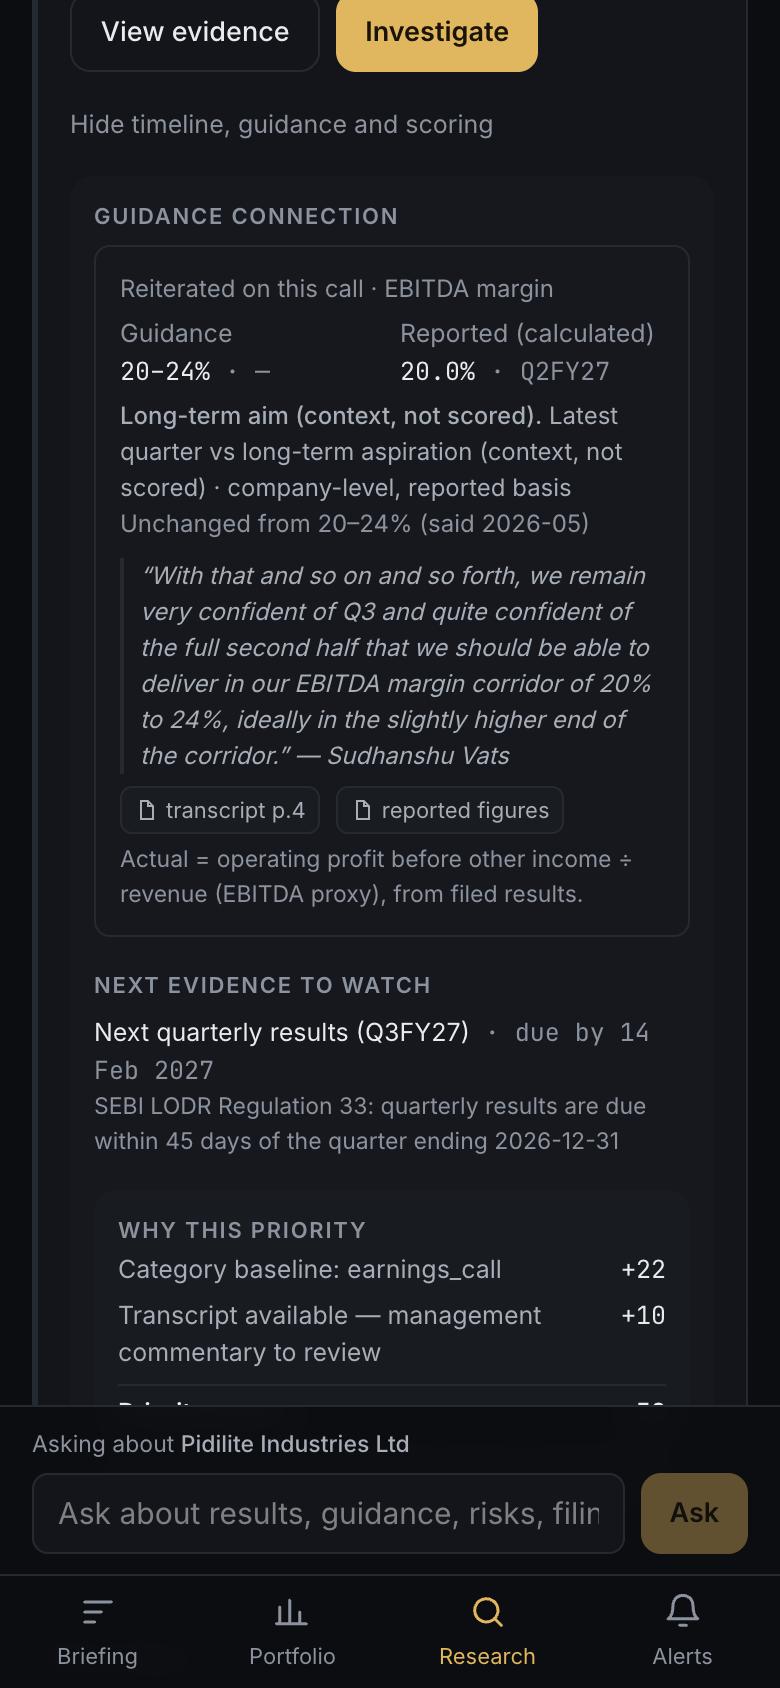 View evidence
Investigate
Hide timeline, guidance and scoring
GUIDANCE CONNECTION
Reiterated on this call · EBITDA margin
Guidance
Reported (calculated)
20–24% · —
20.0% · Q2FY27
Long-term aim (context, not scored). Latest
quarter vs long-term aspiration (context, not
scored) · company-level, reported basis
Unchanged from 20–24% (said 2026-05)
“With that and so on and so forth, we remain
very confident of Q3 and quite confident of
the full second half that we should be able to
deliver in our EBITDA margin corridor of 20%
to 24%, ideally in the slightly higher end of
the corridor.” — Sudhanshu Vats
transcript p.4
reported figures
Actual = operating profit before other income ÷
revenue (EBITDA proxy), from filed results.
NEXT EVIDENCE TO WATCH
Next quarterly results (Q3FY27) · due by 14
Feb 2027
SEBI LODR Regulation 33: quarterly results are due
within 45 days of the quarter ending 2026-12-31
WHY THIS PRIORITY
Category baseline: earnings_call +22
Transcript available — management +10
commentary to review
Asking about Pidilite Industries Ltd
Ask about results, guidance, risks, filin
Ask
Briefing
Portfolio
Research
Alerts